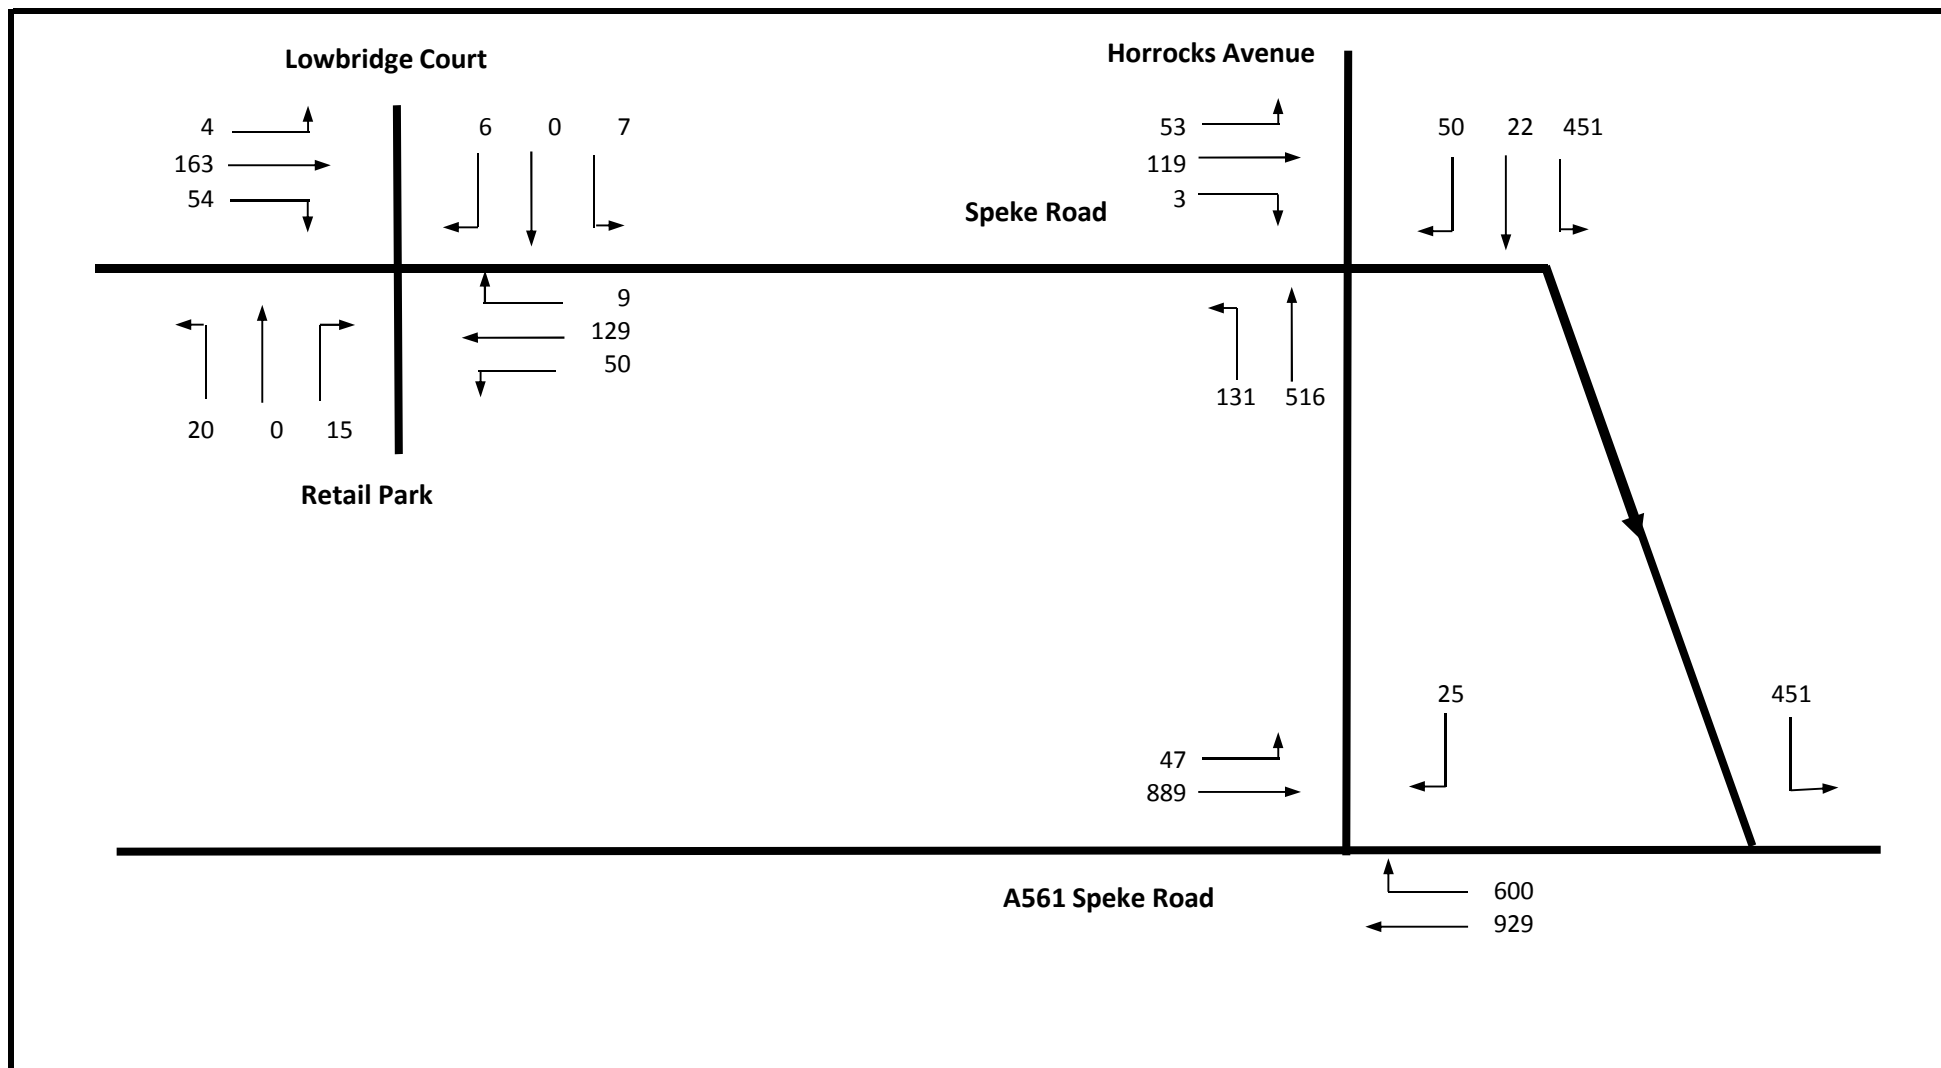 Lowbridge Court
Horrocks Avenue
4
163
54
6 0 7
53
119
3
50 22 451
Speke Road
9
129
50
20 0 15
131 516
Retail Park
47
889
25
451
A561 Speke Road
600
929